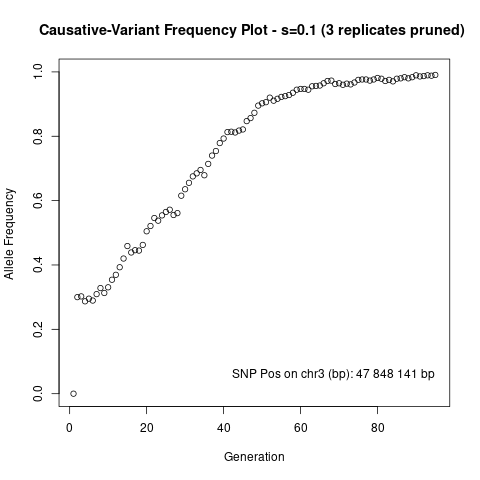 Causative-Variant Frequency Plot - s=0.1 (3 replicates pruned)
1.0
0.8
0.6
0.4
0.2
0.0
Allele Frequency
SNP Pos on chr3 (bp): 47 848 141 bp
0 20 40 60 80
Generation